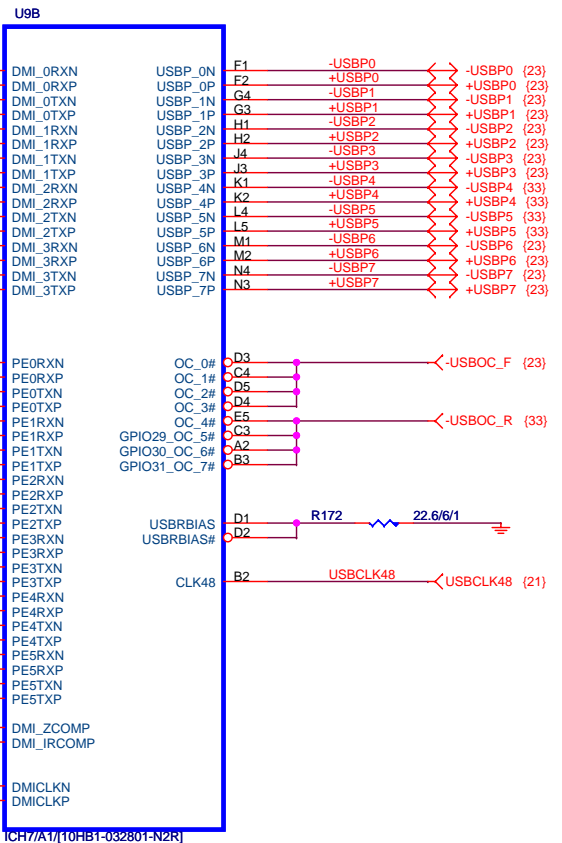 U9B
DMI_0RXN USBP_0N F1 -USBP0 -USBP0 {23}
DMI_0RXP USBP_0P F2 +USBP0 +USBP0 {23}
DMI_0TXN USBP_1N G4 -USBP1 -USBP1 {23}
DMI_0TXP USBP_1P G3 +USBP1 +USBP1 {23}
DMI_1RXN USBP_2N H1 -USBP2 -USBP2 {23}
DMI_1RXP USBP_2P H2 +USBP2 +USBP2 {23}
DMI_1TXN USBP_3N J4 -USBP3 -USBP3 {23}
DMI_1TXP USBP_3P J3 +USBP3 +USBP3 {23}
DMI_2RXN USBP_4N K1 -USBP4 -USBP4 {33}
DMI_2RXP USBP_4P K2 +USBP4 +USBP4 {33}
DMI_2TXN USBP_5N L4 -USBP5 -USBP5 {33}
DMI_2TXP USBP_5P L5 +USBP5 +USBP5 {33}
DMI_3RXN USBP_6N M1 -USBP6 -USBP6 {23}
DMI_3RXP USBP_6P M2 +USBP6 +USBP6 {23}
DMI_3TXN USBP_7N N4 -USBP7 -USBP7 {23}
DMI_3TXP USBP_7P N3 +USBP7 +USBP7 {23}
PE0RXN OC_0# D3 -USBOC_F {23}
PE0RXP OC_1# C4
PE0TXN OC_2# D5
PE0TXP OC_3# D4
PE1RXN OC_4# E5 -USBOC_R {33}
PE1RXP GPIO29_OC_5# C3
PE1TXN GPIO30_OC_6# A2
PE1TXP GPIO31_OC_7# B3
PE2RXN
PE2RXP
PE2TXN
PE2TXP USBRBIAS D1 R172 22.6/6/1
PE3RXN USBRBIAS# D2
PE3RXP
PE3TXN
PE3TXP CLK48 B2 USBCLK48 USBCLK48 {21}
PE4RXN
PE4RXP
PE4TXN
PE4TXP
PE5RXN
PE5RXP
PE5TXN
PE5TXP
DMI_ZCOMP
DMI_IRCOMP
DMICLKN
DMICLKP
ICH7/A1/[10HB1-032801-N2R]